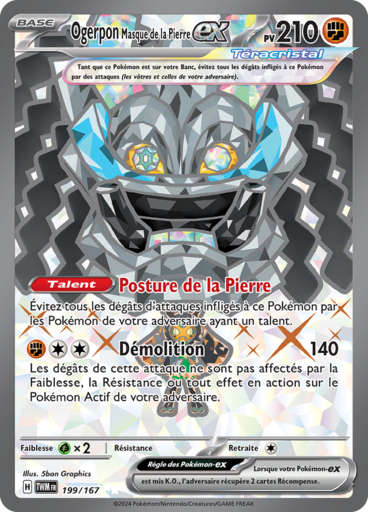 BASE
Ogerpon Masque de la Pierre ex PV 210
Téracristal
Tant que ce Pokémon est sur votre Banc, évitez tous les dégâts infligés à ce Pokémon
par des attaques (les vôtres et celles de votre adversaire).
Talent Posture de la Pierre
Évitez tous les dégâts d'attaques infligés à ce Pokémon par
les Pokémon de votre adversaire ayant un talent.
Démolition 140
Les dégâts de cette attaque ne sont pas affectés par la
Faiblesse, la Résistance ou tout effet en action sur le
Pokémon Actif de votre adversaire.
Faiblesse ×2 Résistance Retraite
Illus. 5ban Graphics
Règle des Pokémon-ex Lorsque votre Pokémon-ex
est mis K.O., l'adversaire récupère 2 cartes Récompense.
H TWM FR 199/167
©2024 Pokémon/Nintendo/Creatures/GAME FREAK